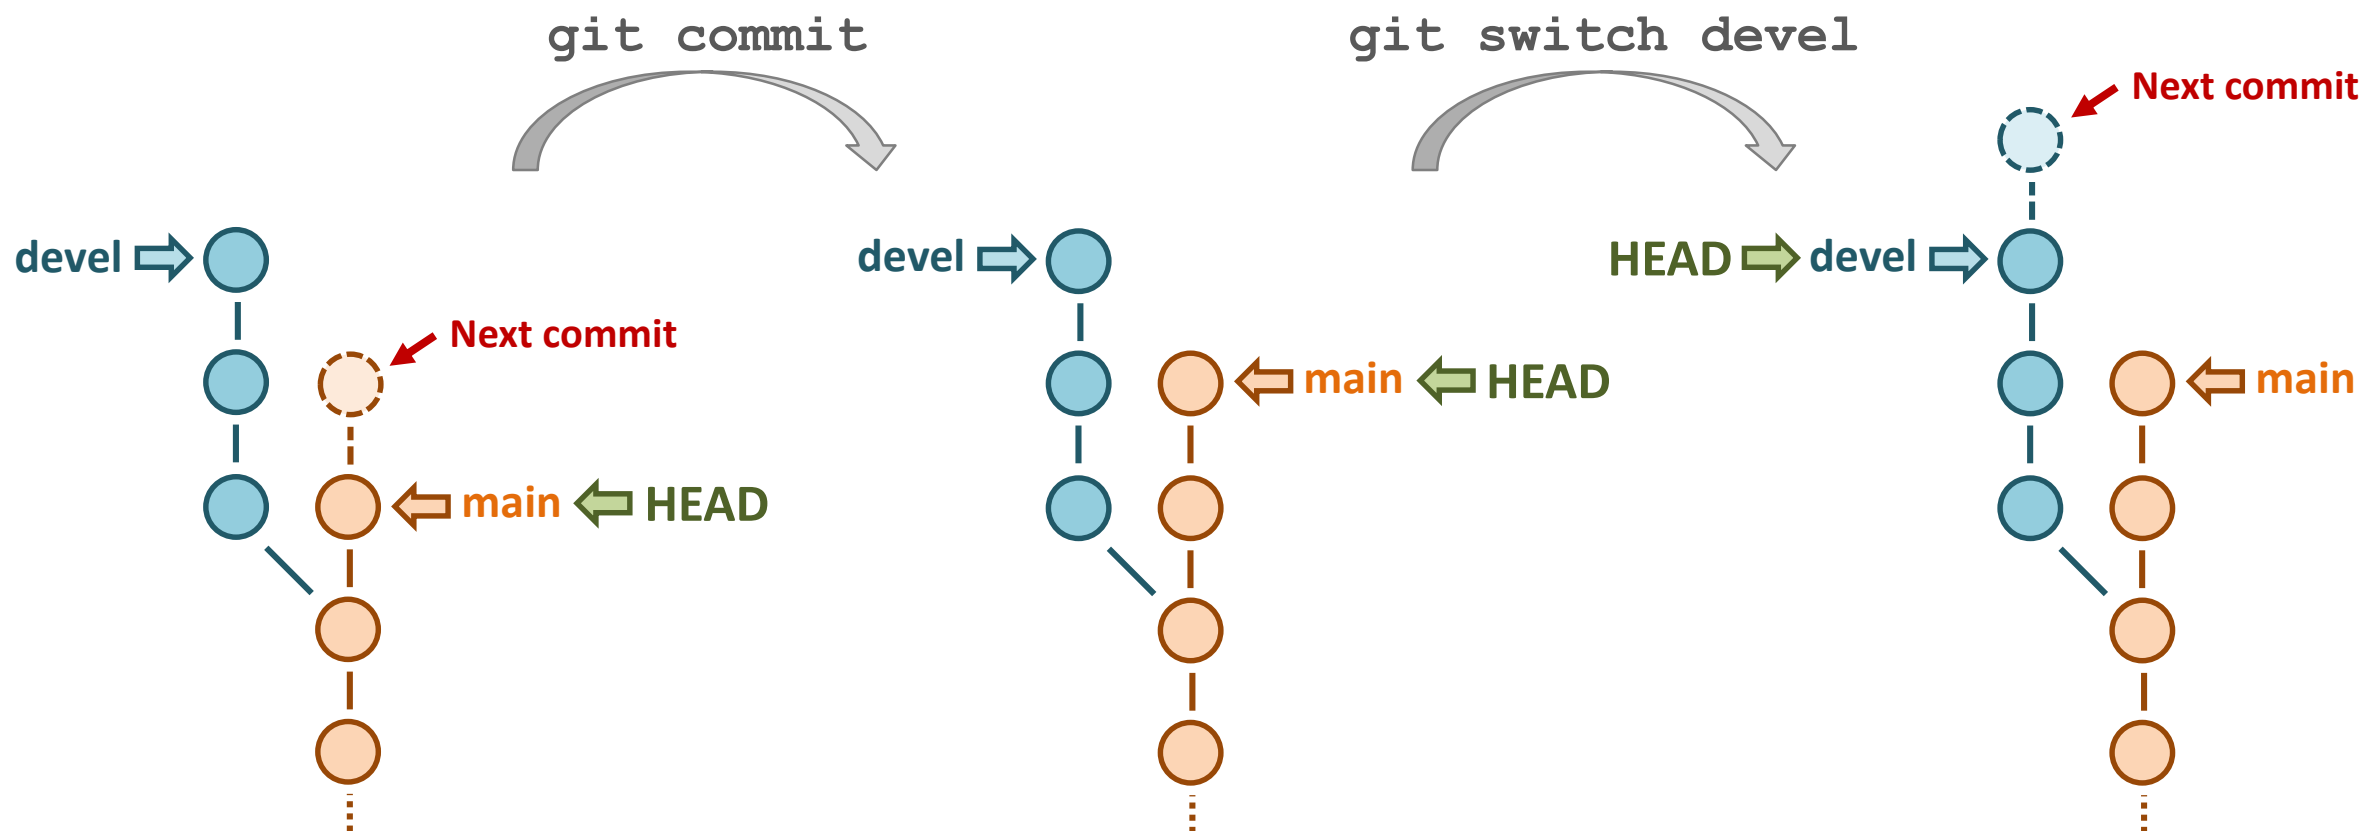 git commit
git switch devel
Next commit
devel
devel
HEAD
devel
Next commit
main
HEAD
main
main
HEAD